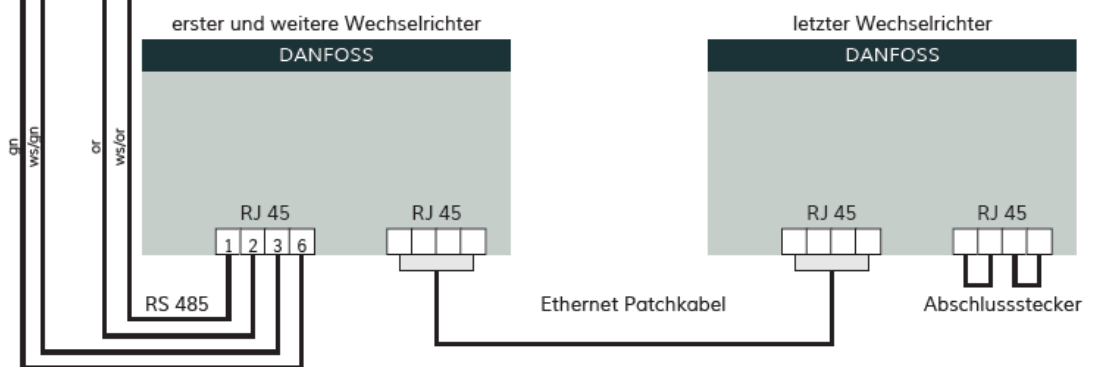 erster und weitere Wechselrichter
letzter Wechselrichter
DANFOSS
DANFOSS
gn
ws/gn
or
ws/or
RJ 45
RJ 45
RJ 45
RJ 45
1 2 3 6
RS 485
Ethernet Patchkabel
Abschlussstecker